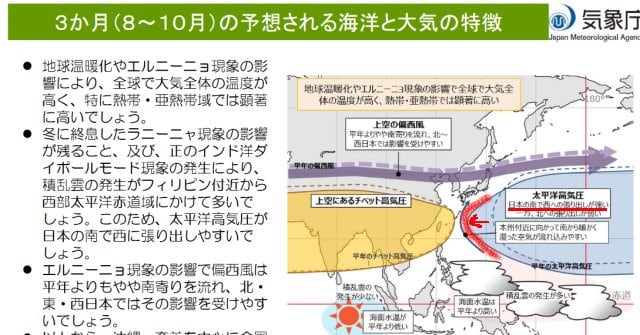 3か月(8～10月)の予想される海洋と大気の特徴
気象庁
Japan Meteorological Agency
● 地球温暖化やエルニーニョ現象の影
響により、全球で大気全体の温度が
高く、特に熱帯・亜熱帯域では顕著
に高いでしょう。
● 冬に終息したラニーニャ現象の影響
が残ること、及び、正のインド洋ダ
イポールモード現象の発生により、
積乱雲の発生がフィリピン付近から
西部太平洋赤道域にかけて多いで
しょう。このため、太平洋高気圧が
日本の南で西に張り出しやすいで
しょう。
● エルニーニョ現象の影響で偏西風は
平年よりもやや南寄りを流れ、北・
東・西日本ではその影響を受けやす
いでしょう。
地球温暖化やエルニーニョ現象の影響で全球で大気全
体の温度が高く、熱帯・亜熱帯では顕著に高い
180°
上空の偏西風
平年よりやや南寄りを流れ、北～
西日本では影響を受けやすい
平年の偏西風
上空にあるチベット高気圧
太平洋高気圧
日本の南で西への張り出しが強い
一方、北への張り出しが弱い
本州付近に向かって南から暖かく
湿った空気が流れ込みやすい
平年のチベット高気圧
平年の太平洋高気圧
積乱雲の
発生が少ない
積乱雲の発生が多い
赤道
海面水温が
平年より低い
海面水温は
平年より高い